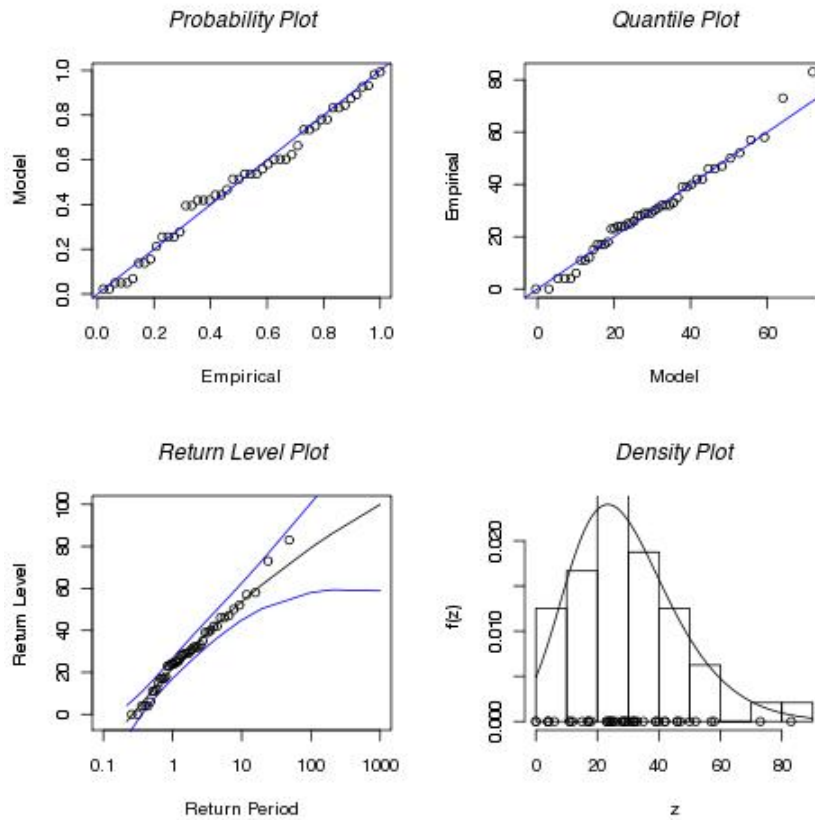 Probability Plot
Model
0.0 0.2 0.4 0.6 0.8 1.0
0.0 0.2 0.4 0.6 0.8 1.0
Empirical
Quantile Plot
Empirical
0 20 40 60 80
0 20 40 60
Model
Return Level Plot
Return Level
0 20 40 60 80 100
0.1 1 10 100 1000
Return Period
Density Plot
f(z)
0.000 0.010 0.020
0 20 40 60 80
z